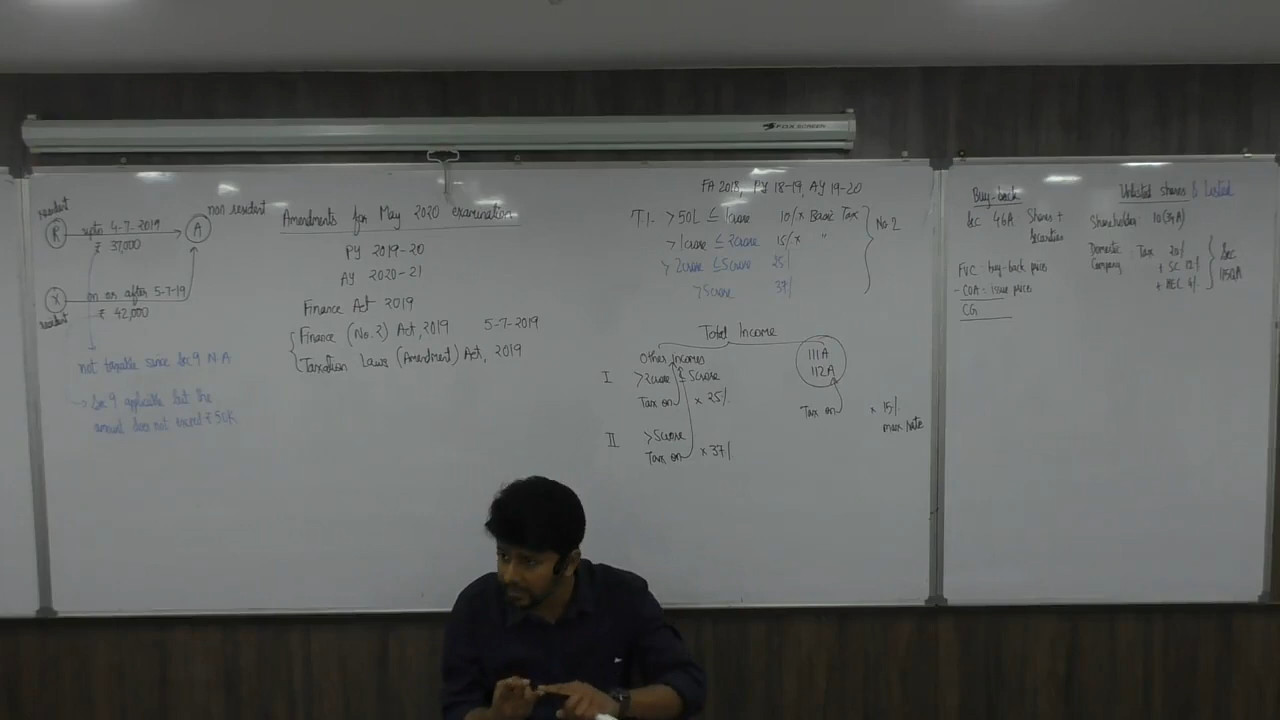 resident
R
upto 4-7-2019
₹ 37,000
A
non resident
X
resident
on or after 5-7-19
₹ 42,000
not taxable since Sec 9 N.A
→ Sec 9 applicable but the
amount does not exceed ₹ 50K
Amendments for May 2020 examination
PY 2019-20
AY 2020-21
Finance Act 2019
Finance (No.2) Act, 2019 5-7-2019
Taxation Laws (Amendment) Act, 2019
FA 2018, PY 18-19, AY 19-20
T.I. > 50L ≤ 1crore 10% x Basic Tax
> 1crore ≤ 2crore 15% x "
> 2crore ≤ 5crore 25%
> 5crore 37%
No.2
Total Income
Other incomes
111A
112A
I > 2crore ≤ 5crore
Tax on x 25%
Tax on x 15%
max rate
II > 5crore
Tax on x 37%
Buy-back
Sec 46A Shares +
Securities
FVC - buy-back price
- COA - issue price
CG
Unlisted shares & Listed
Shareholder 10(34A)
Domestic Company Tax 20%
+ SC 12%
+ HEC 4%
Sec
115QA